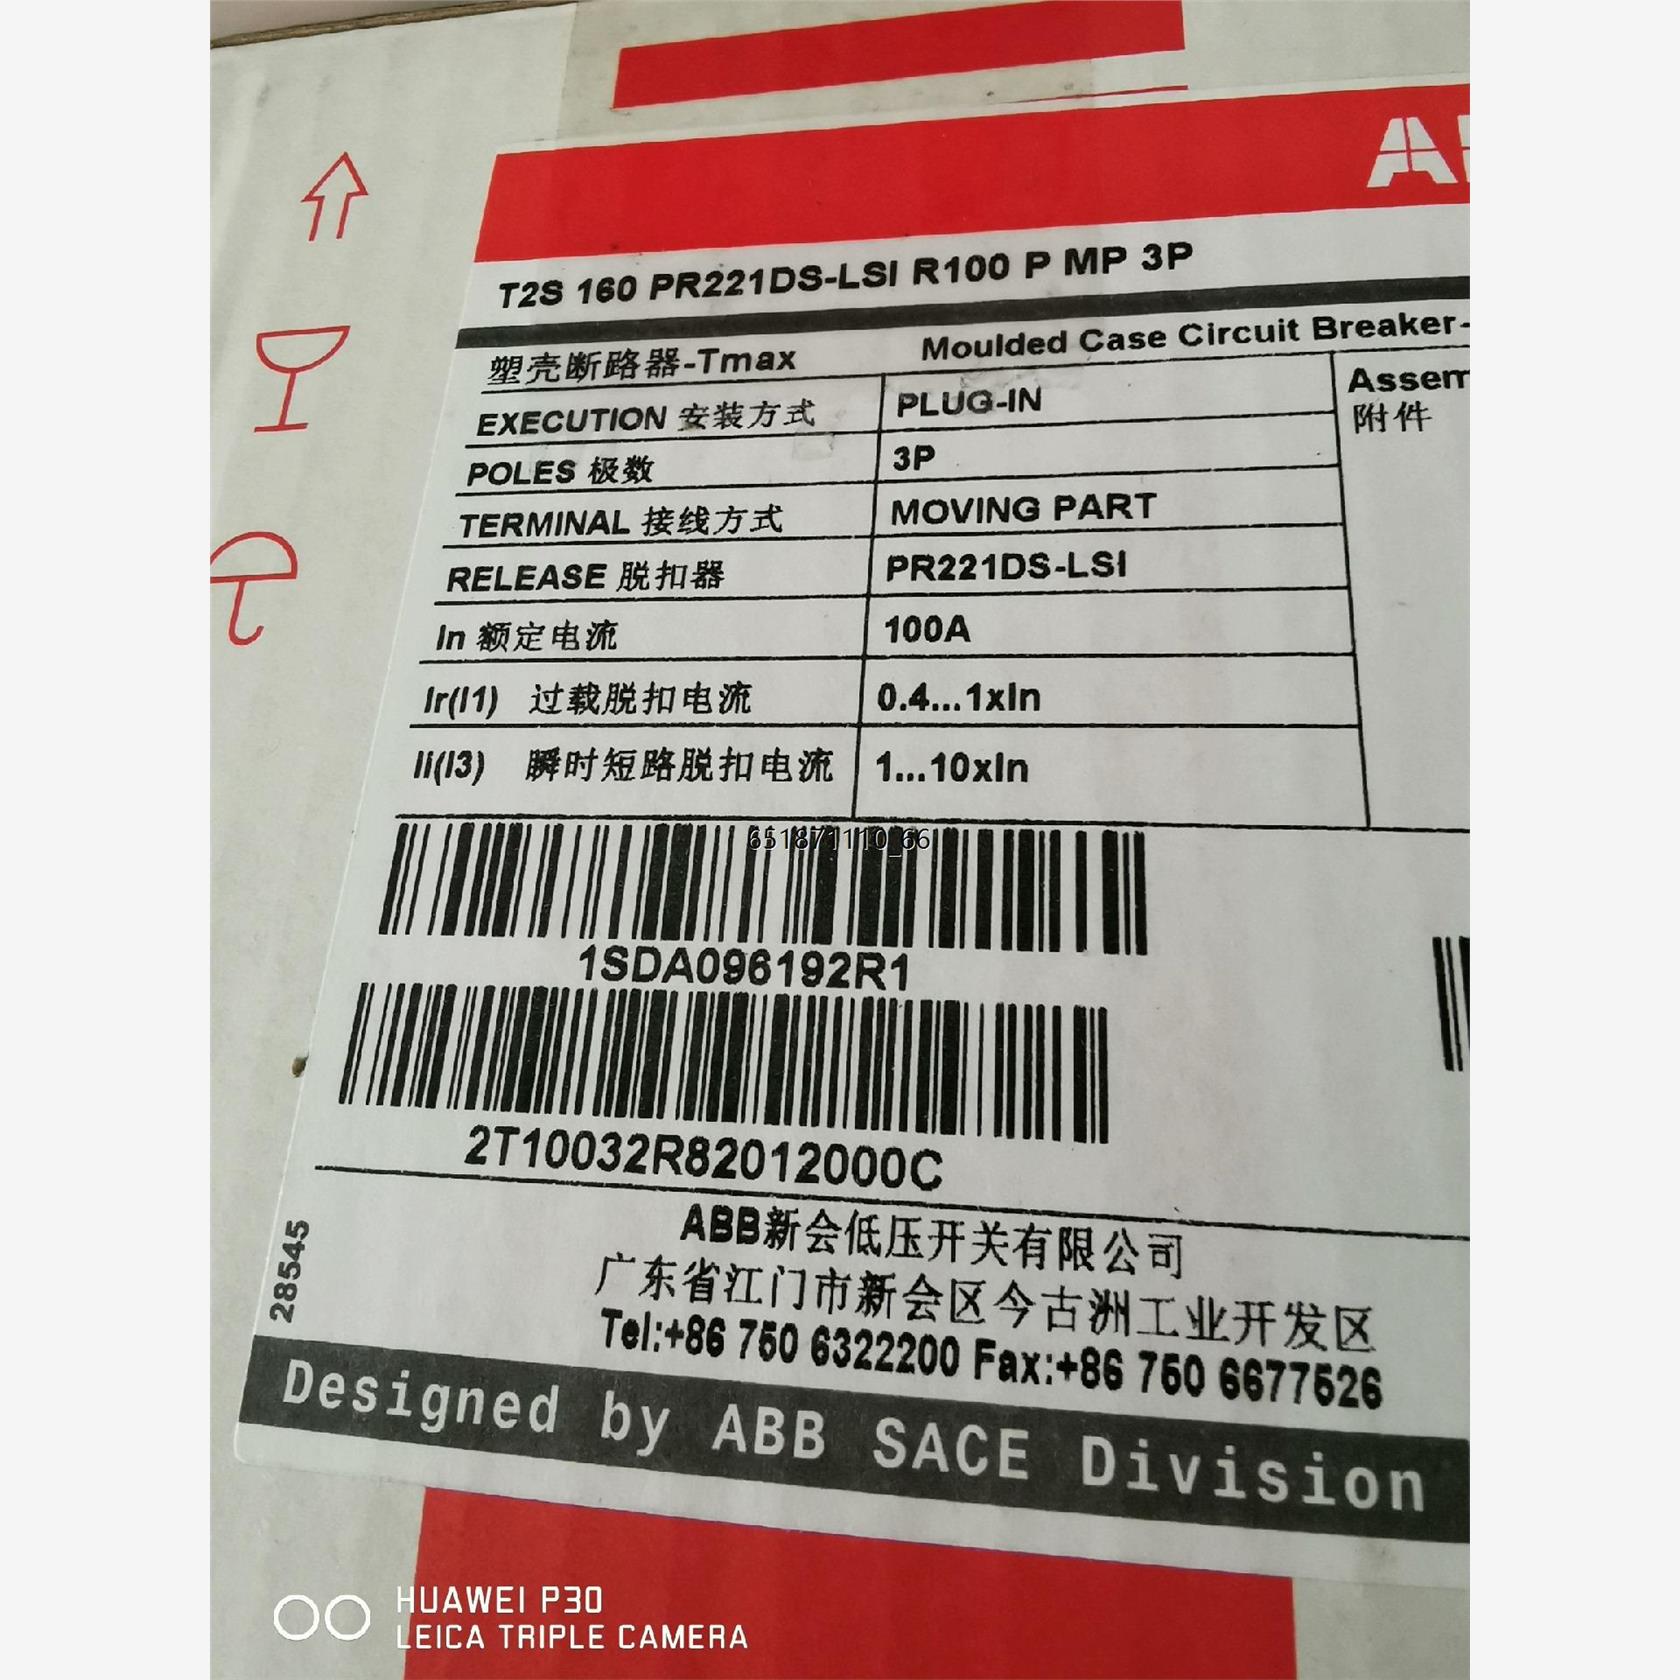 T2S 160 PR221DS-LSI R100 P MP 3P
塑壳断路器-Tmax Moulded Case Circuit Breaker-
EXECUTION 安装方式 PLUG-IN
附件
POLES 极数 3P
TERMINAL 接线方式 MOVING PART
RELEASE 脱扣器 PR221DS-LSI
In 额定电流 100A
Ir(I1) 过载脱扣电流 0.4...1xIn
Ii(I3) 瞬时短路脱扣电流 1...10xIn
651871110_66
1SDA096192R1
2T10032R82012000C
28545
ABB新会低压开关有限公司
广东省江门市新会区今古洲工业开发区
Tel:+86 750 6322200 Fax:+86 750 6677526
Designed by ABB SACE Division
HUAWEI P30
LEICA TRIPLE CAMERA